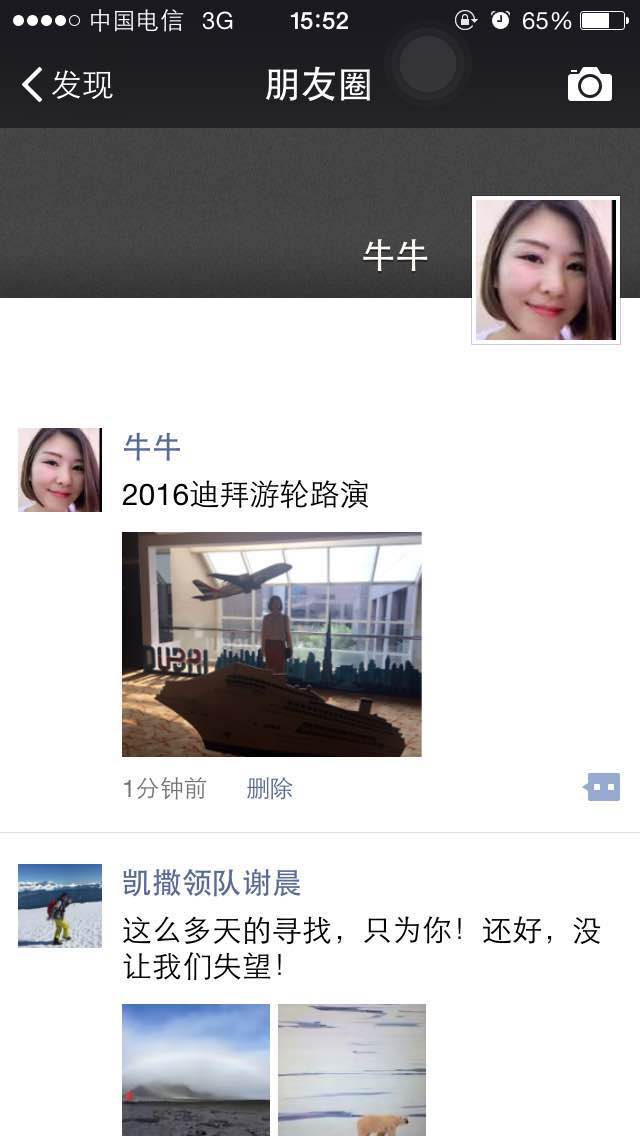 中国电信 3G 15:52 65%
发现 朋友圈
牛牛
牛牛
2016迪拜游轮路演
DUBAI
1分钟前 删除
凯撒领队谢晨
这么多天的寻找，只为你！还好，没
让我们失望！